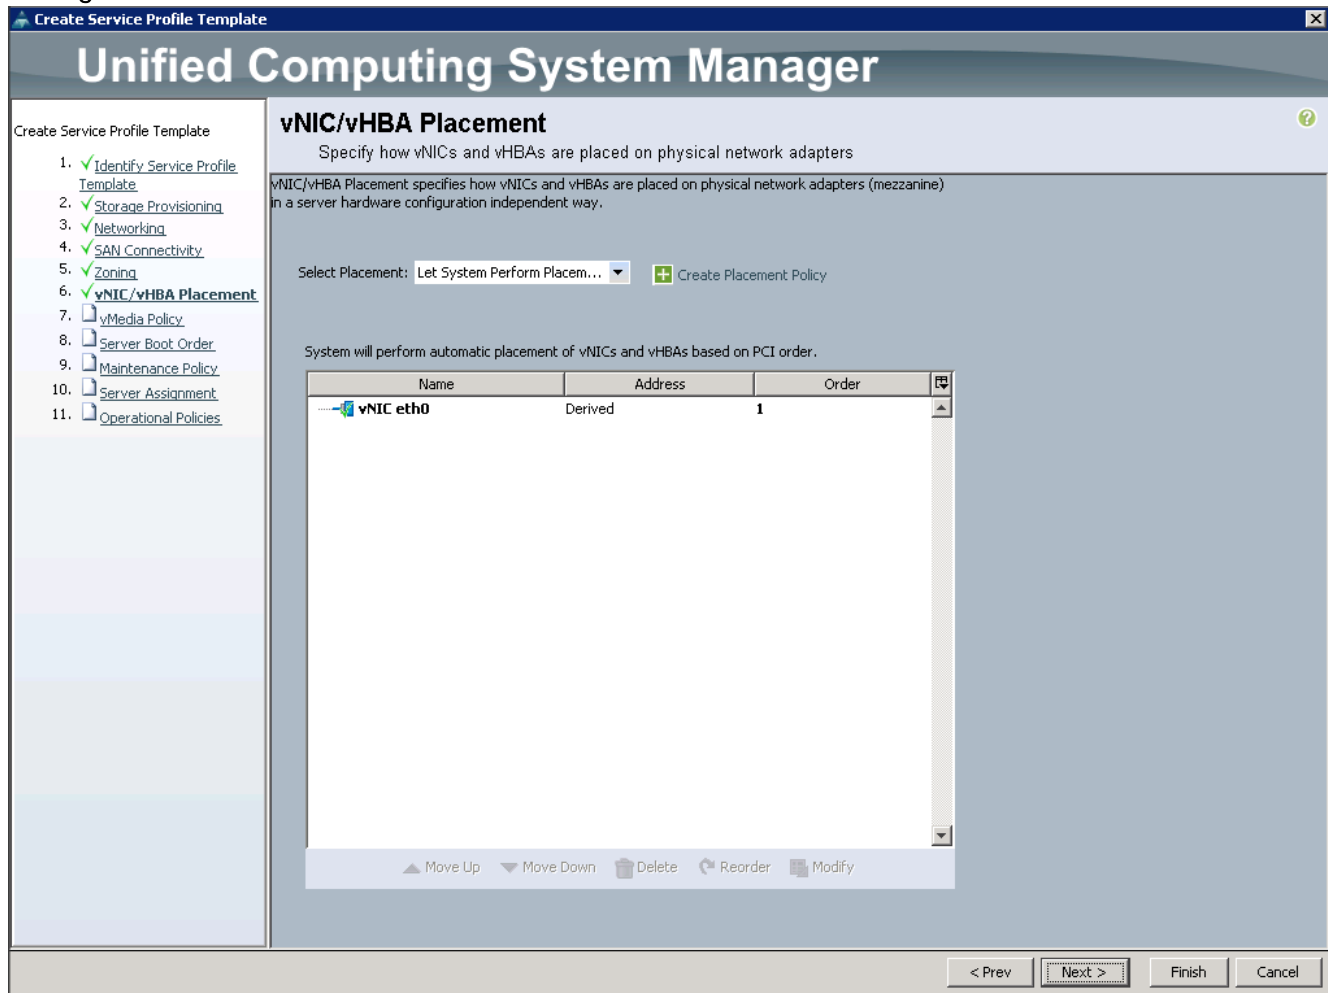 Create Service Profile Template
Unified Computing System Manager
Create Service Profile Template
1. Identify Service Profile
Template
2. Storage Provisioning
3. Networking
4. SAN Connectivity
5. Zoning
6. vNIC/vHBA Placement
7. vMedia Policy
8. Server Boot Order
9. Maintenance Policy
10. Server Assignment
11. Operational Policies
vNIC/vHBA Placement
Specify how vNICs and vHBAs are placed on physical network adapters
vNIC/vHBA Placement specifies how vNICs and vHBAs are placed on physical network adapters (mezzanine)
in a server hardware configuration independent way.
Select Placement: Let System Perform Placem... Create Placement Policy
System will perform automatic placement of vNICs and vHBAs based on PCI order.
Name Address Order
vNIC eth0 Derived 1
Move Up Move Down Delete Reorder Modify
< Prev Next > Finish Cancel